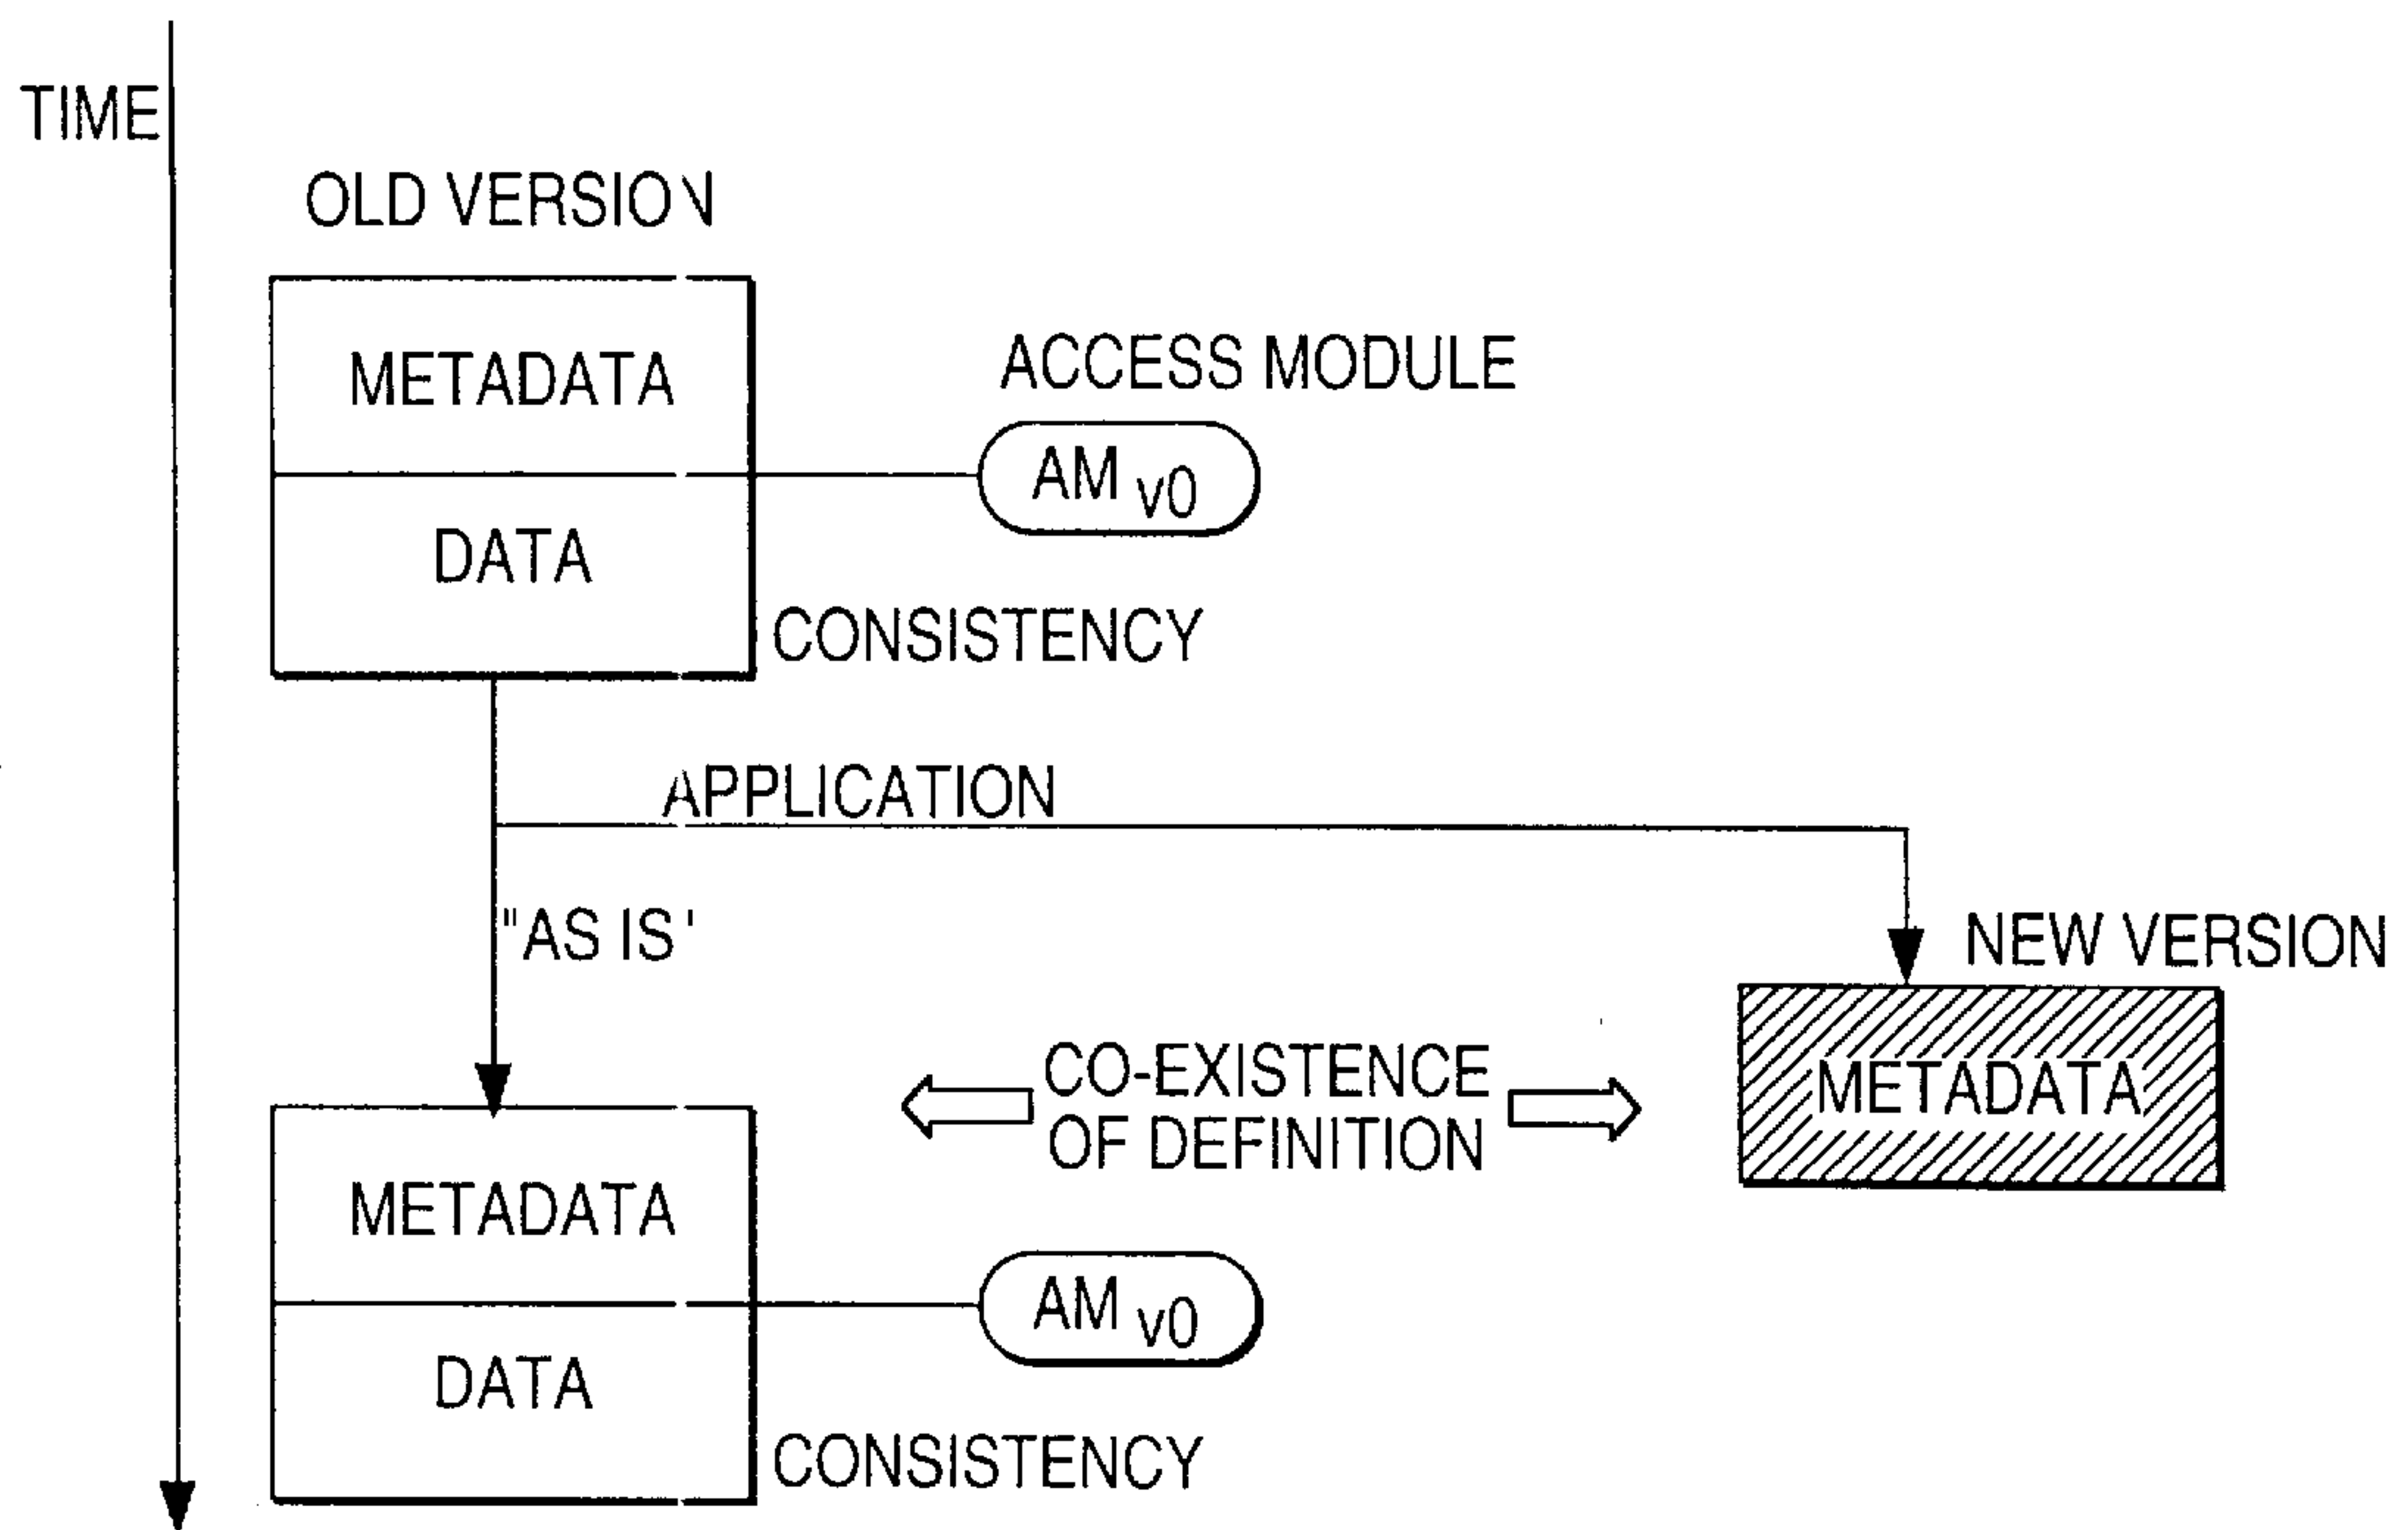 TIME
OLD VERSION
METADATA
ACCESS MODULE
AM v0
DATA
CONSISTENCY
APPLICATION
"AS IS"
NEW VERSION
CO-EXISTENCE
OF DEFINITION
METADATA
METADATA
AM v0
DATA
CONSISTENCY